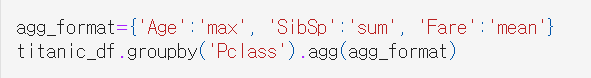 agg_format={'Age':'max', 'SibSp':'sum', 'Fare':'mean'}
titanic_df.groupby('Pclass').agg(agg_format)